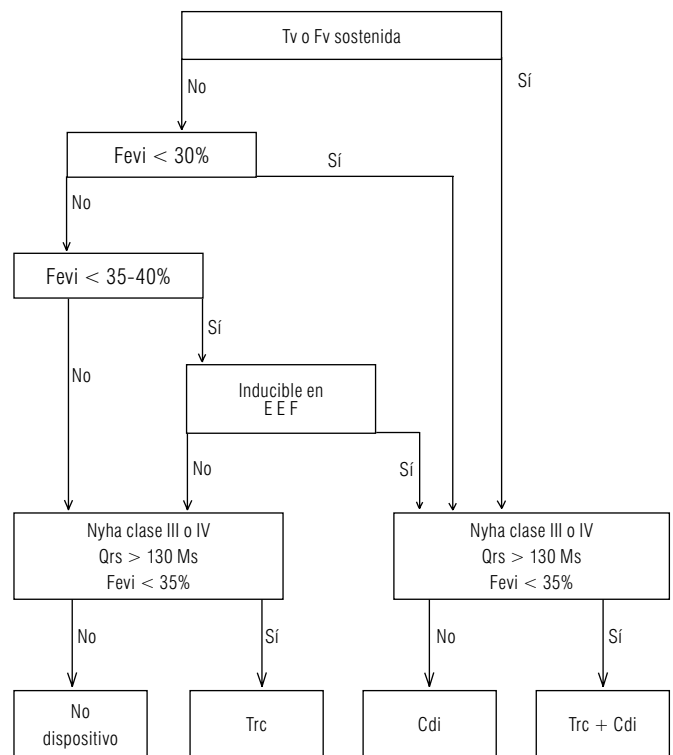 Tv o Fv sostenida
No
Sí
Fevi < 30%
Sí
No
Fevi < 35-40%
Sí
No
Inducible en
E E F
No
Sí
Nyha clase III o IV
Qrs > 130 Ms
Fevi < 35%
Nyha clase III o IV
Qrs > 130 Ms
Fevi < 35%
No
Sí
No
Sí
No
dispositivo
Trc
Cdi
Trc + Cdi